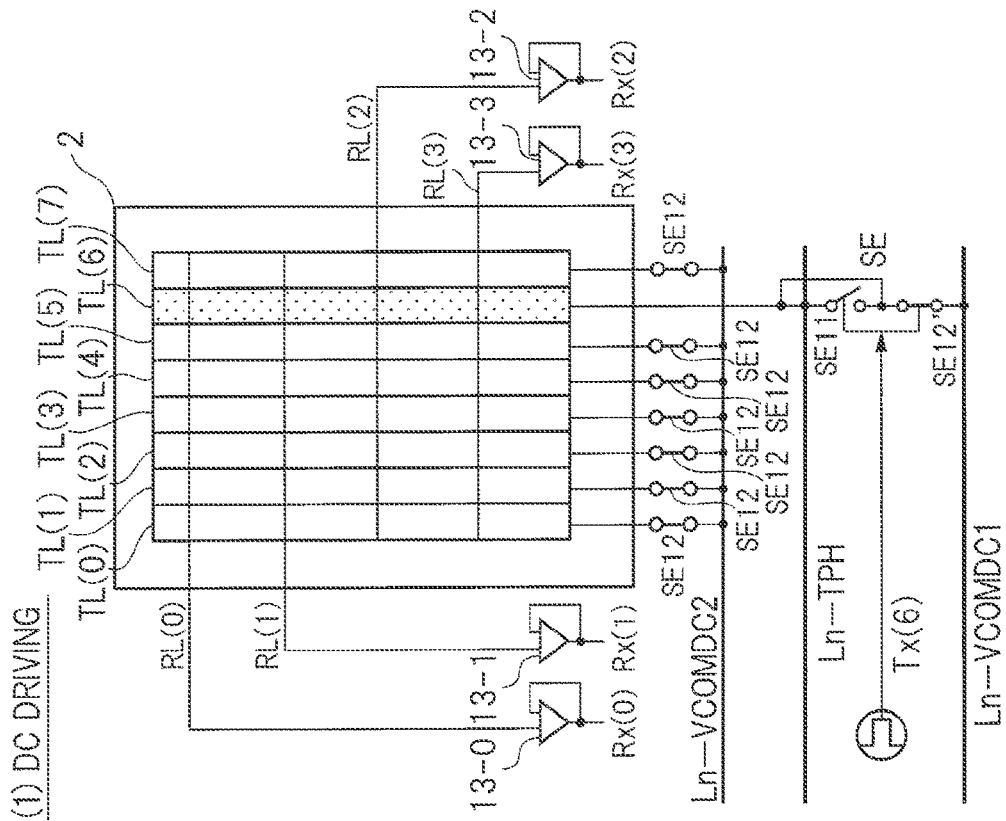 (1) DC DRIVING
2
TL(0)
TL(1)
TL(2)
TL(3)
TL(4)
TL(5)
TL(6)
TL(7)
RL(0)
RL(1)
RL(2)
RL(3)
13-0
13-1
13-3
13-2
Rx(0)
Rx(1)
Rx(3)
Rx(2)
SE12
SE12
SE12
SE12
SE12
SE12
SE12
Ln-VCOMDC2
Ln-TPH
SE11
SE
Tx(6)
SE12'
Ln-VCOMDC1